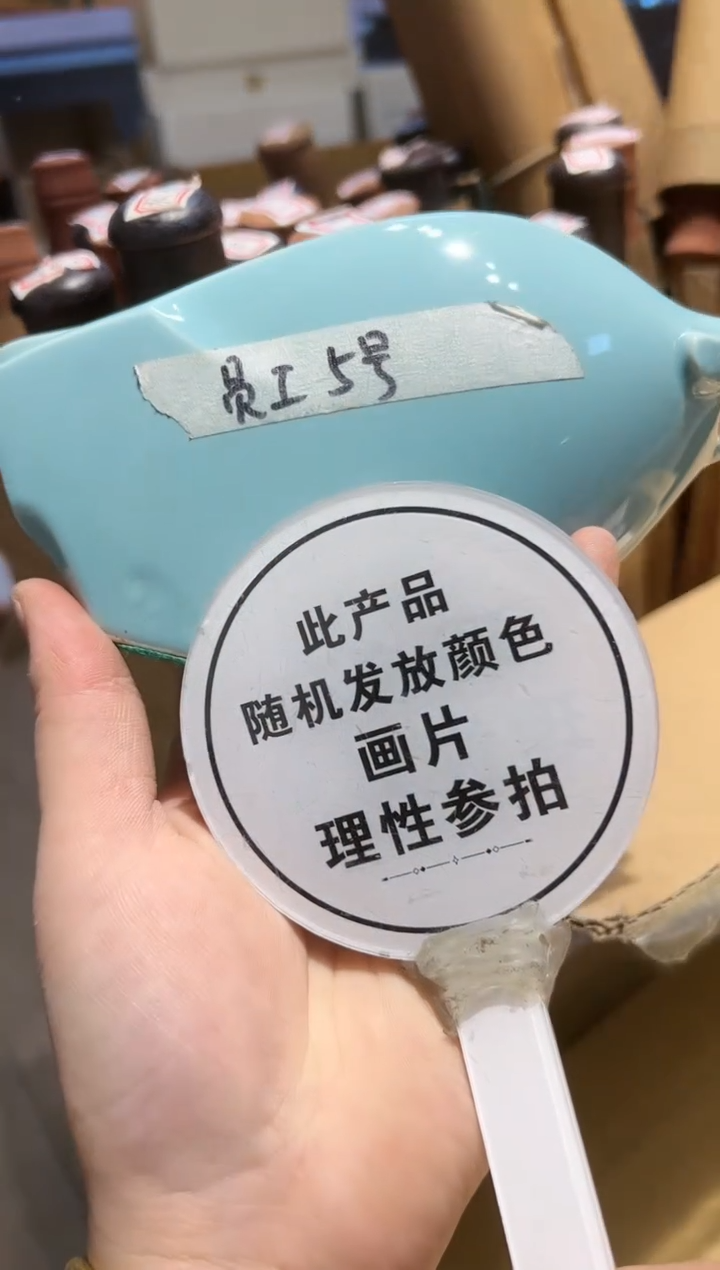 员工5号
此产品
随机发放颜色
画片
理性参拍